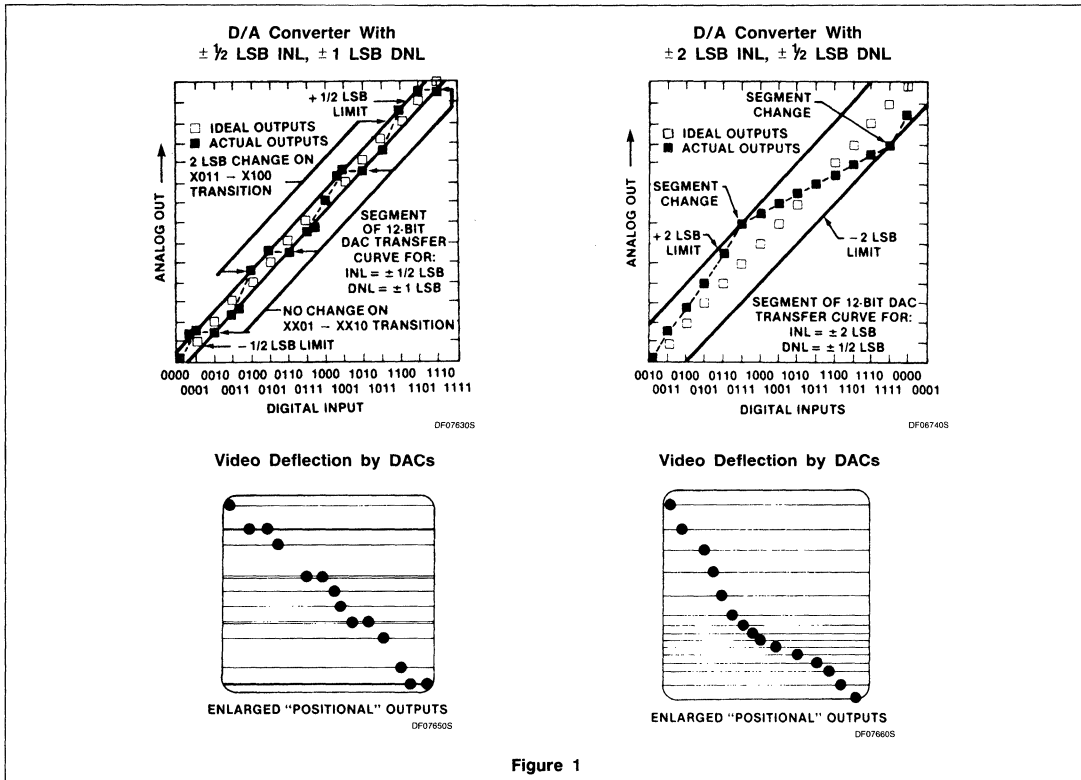 D/A Converter With
± ½ LSB INL, ± 1 LSB DNL
+ 1/2 LSB
LIMIT
□ IDEAL OUTPUTS
■ ACTUAL OUTPUTS
2 LSB CHANGE ON
X011 – X100
TRANSITION
ANALOG OUT
SEGMENT
OF 12-BIT
DAC TRANSFER
CURVE FOR:
INL = ± 1/2 LSB
DNL = ± 1 LSB
NO CHANGE ON
XX01 – XX10 TRANSITION
– 1/2 LSB LIMIT
0000 0010 0100 0110 1000 1010 1100 1110
0001 0011 0101 0111 1001 1011 1101 1111
DIGITAL INPUT
DF07630S
D/A Converter With
± 2 LSB INL, ± ½ LSB DNL
SEGMENT
CHANGE
□ IDEAL OUTPUTS
■ ACTUAL OUTPUTS
ANALOG OUT
SEGMENT
CHANGE
+ 2 LSB
LIMIT
– 2 LSB
LIMIT
SEGMENT OF 12-BIT DAC
TRANSFER CURVE FOR:
INL = ± 2 LSB
DNL = ± 1/2 LSB
0010 0100 0110 1000 1010 1100 1110 0000
0011 0101 0111 1001 1011 1101 1111 0001
DIGITAL INPUTS
DF06740S
Video Deflection by DACs
ENLARGED "POSITIONAL" OUTPUTS
DF07650S
Video Deflection by DACs
ENLARGED "POSITIONAL" OUTPUTS
DF07660S
Figure 1